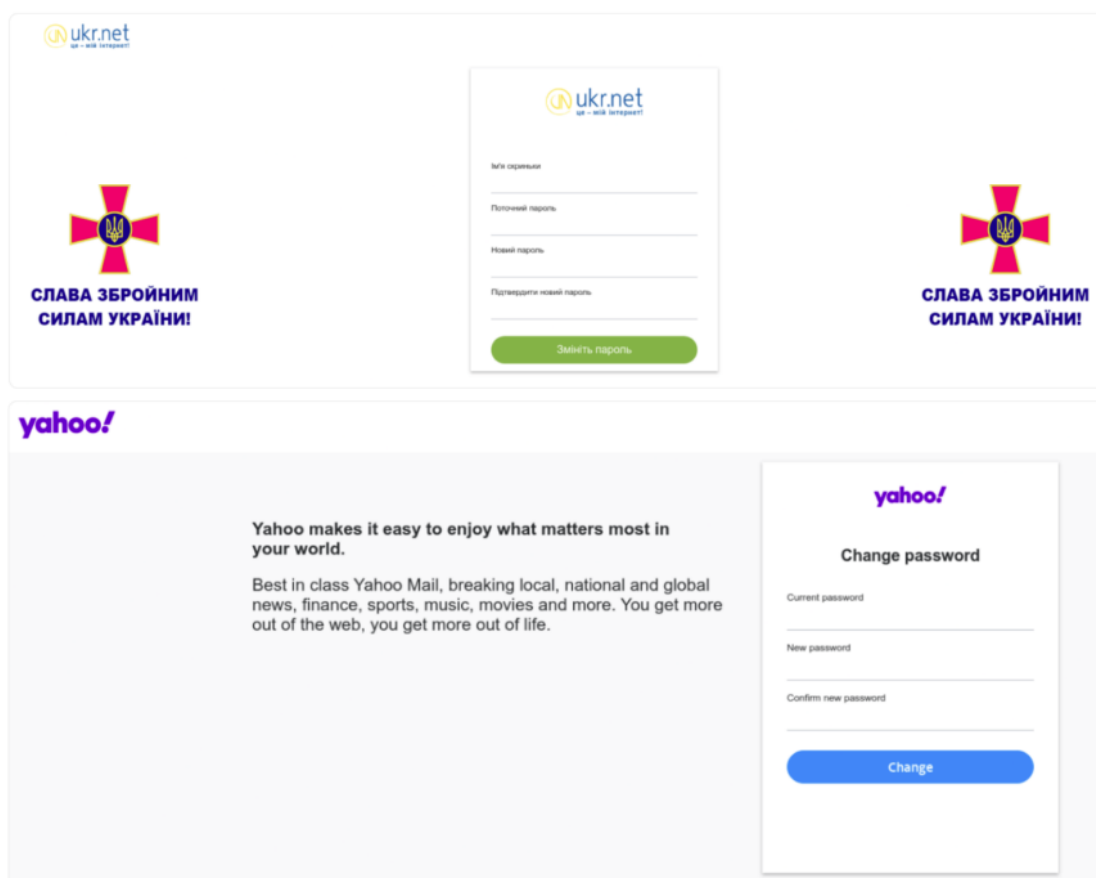 ukr.net
це – мій інтернет!
ukr.net
це – мій інтернет!
Ім'я скриньки
Поточний пароль
Новий пароль
Підтвердити новий пароль
Змініть пароль
СЛАВА ЗБРОЙНИМ
СИЛАМ УКРАЇНИ!
СЛАВА ЗБРОЙНИМ
СИЛАМ УКРАЇНИ!
yahoo!
Yahoo makes it easy to enjoy what matters most in
your world.
Best in class Yahoo Mail, breaking local, national and global
news, finance, sports, music, movies and more. You get more
out of the web, you get more out of life.
yahoo!
Change password
Current password
New password
Confirm new password
Change